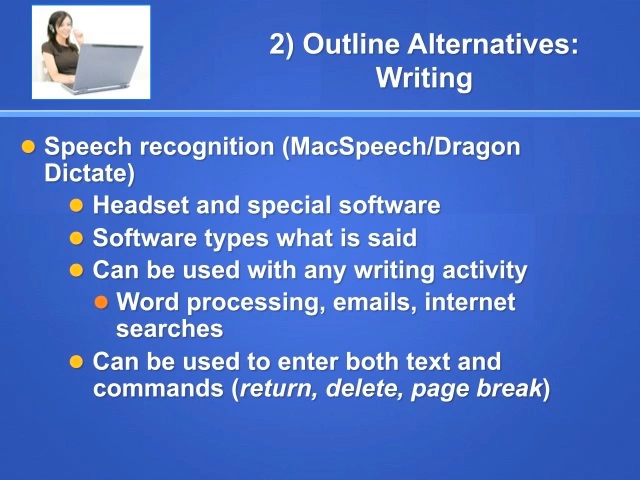 2) Outline Alternatives:
Writing
Speech recognition (MacSpeech/Dragon
Dictate)
Headset and special software
Software types what is said
Can be used with any writing activity
Word processing, emails, internet
searches
Can be used to enter both text and
commands (return, delete, page break)